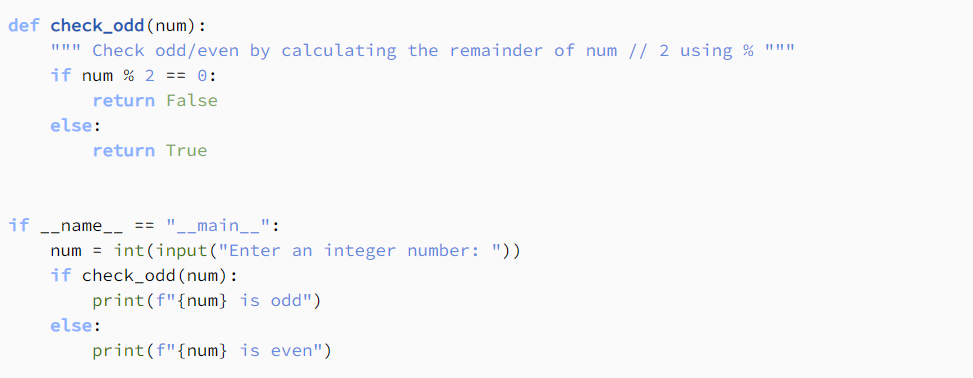 def check_odd(num):
    """ Check odd/even by calculating the remainder of num // 2 using % """
    if num % 2 == 0:
        return False
    else:
        return True
if __name__ == "__main__":
    num = int(input("Enter an integer number: "))
    if check_odd(num):
        print(f"{num} is odd")
    else:
        print(f"{num} is even")